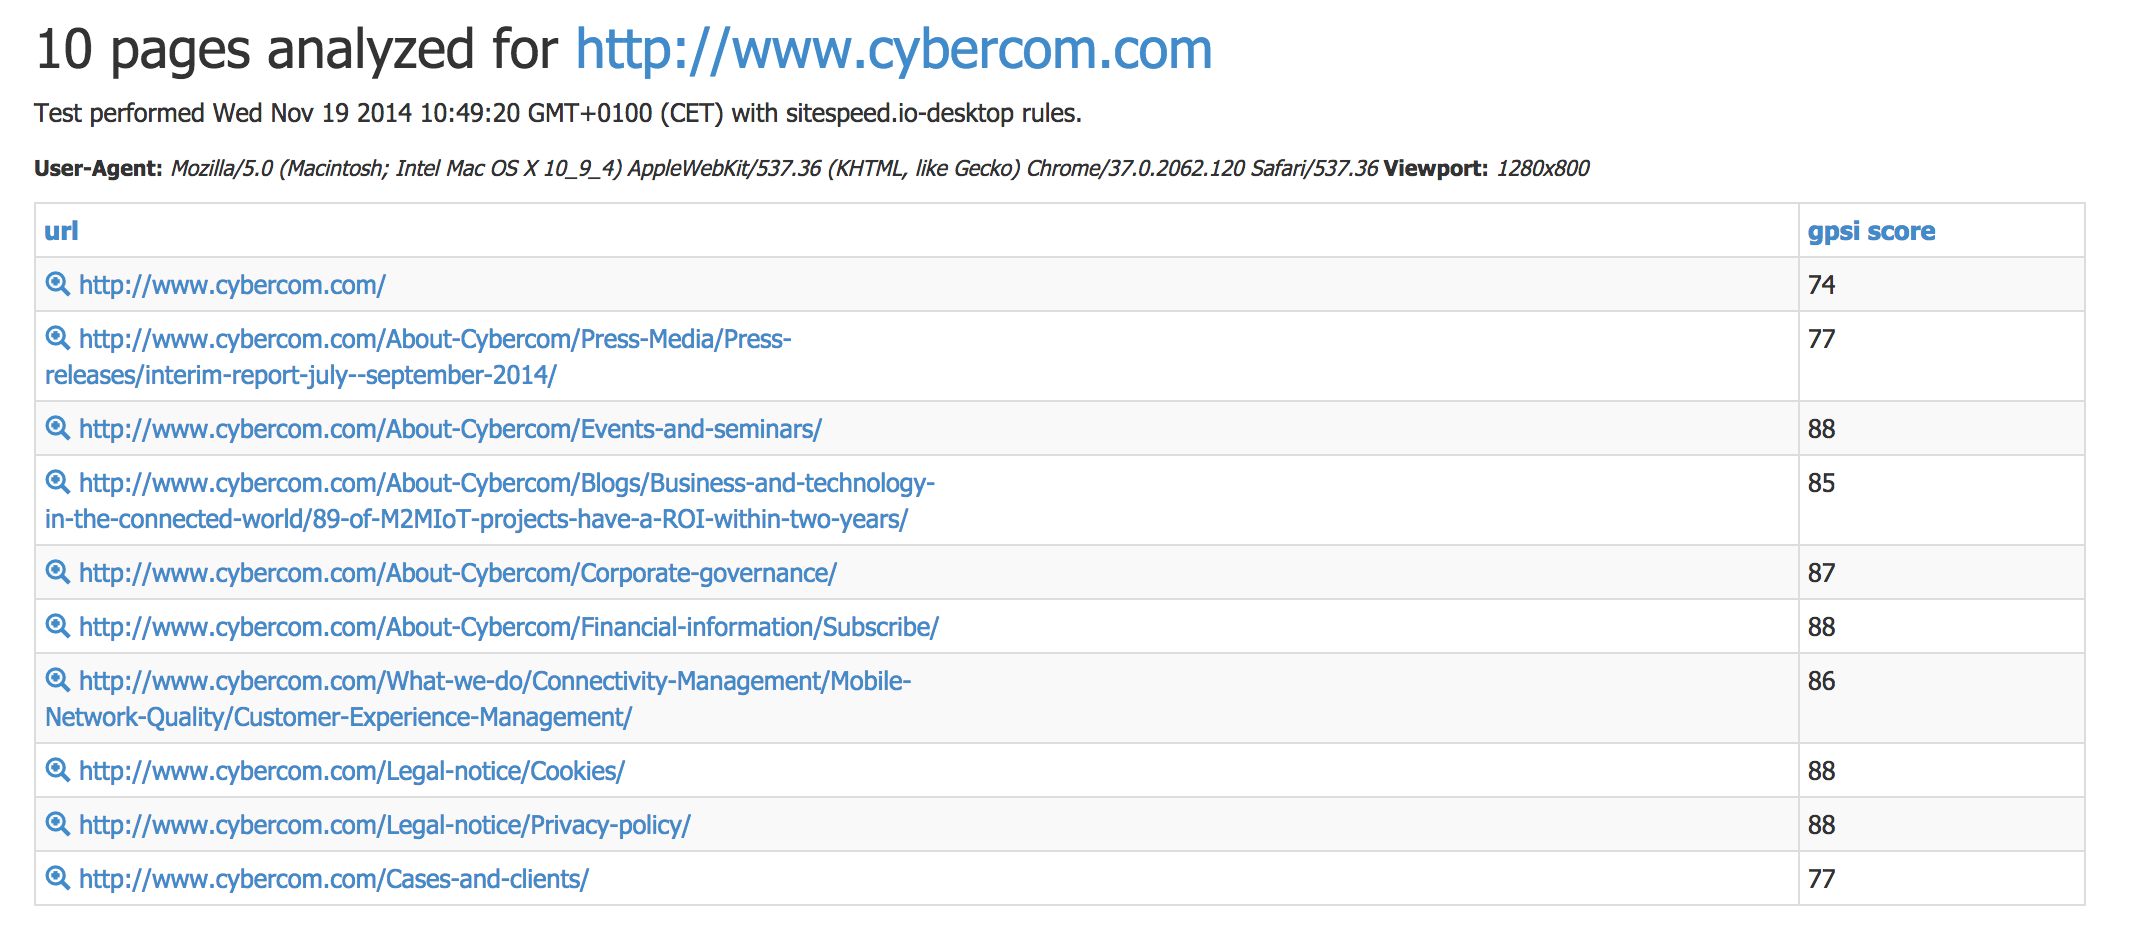 10 pages analyzed for http://www.cybercom.com
Test performed Wed Nov 19 2014 10:49:20 GMT+0100 (CET) with sitespeed.io-desktop rules.
User-Agent: Mozilla/5.0 (Macintosh; Intel Mac OS X 10_9_4) AppleWebKit/537.36 (KHTML, like Gecko) Chrome/37.0.2062.120 Safari/537.36 Viewport: 1280x800
url gpsi score
http://www.cybercom.com/ 74
http://www.cybercom.com/About-Cybercom/Press-Media/Press- 77
releases/interim-report-july--september-2014/
http://www.cybercom.com/About-Cybercom/Events-and-seminars/ 88
http://www.cybercom.com/About-Cybercom/Blogs/Business-and-technology- 85
in-the-connected-world/89-of-M2MIoT-projects-have-a-ROI-within-two-years/
http://www.cybercom.com/About-Cybercom/Corporate-governance/ 87
http://www.cybercom.com/About-Cybercom/Financial-information/Subscribe/ 88
http://www.cybercom.com/What-we-do/Connectivity-Management/Mobile- 86
Network-Quality/Customer-Experience-Management/
http://www.cybercom.com/Legal-notice/Cookies/ 88
http://www.cybercom.com/Legal-notice/Privacy-policy/ 88
http://www.cybercom.com/Cases-and-clients/ 77